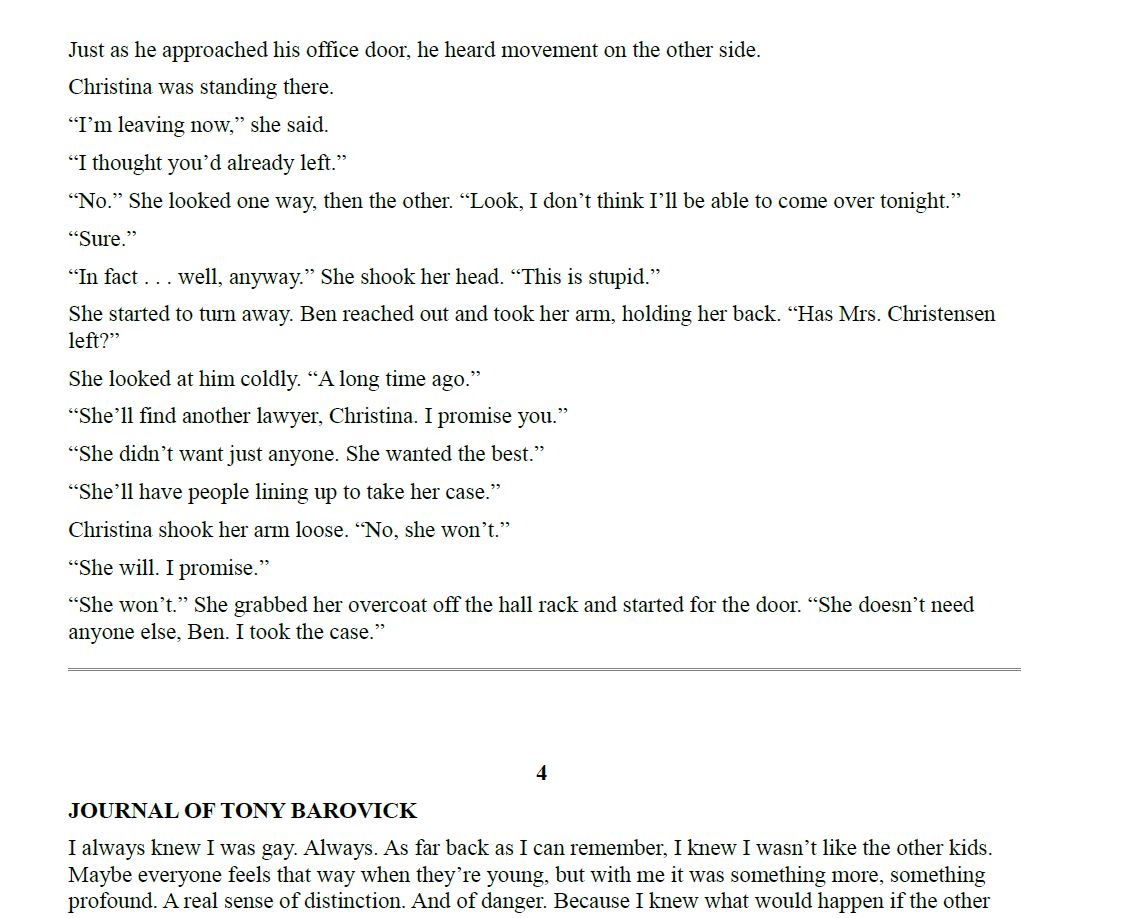 Just as he approached his office door, he heard movement on the other side.
Christina was standing there.
“I’m leaving now,” she said.
“I thought you’d already left.”
“No.” She looked one way, then the other. “Look, I don’t think I’ll be able to come over tonight.”
“Sure.”
“In fact . . . well, anyway.” She shook her head. “This is stupid.”
She started to turn away. Ben reached out and took her arm, holding her back. “Has Mrs. Christensen
left?”
She looked at him coldly. “A long time ago.”
“She’ll find another lawyer, Christina. I promise you.”
“She didn’t want just anyone. She wanted the best.”
“She’ll have people lining up to take her case.”
Christina shook her arm loose. “No, she won’t.”
“She will. I promise.”
“She won’t.” She grabbed her overcoat off the hall rack and started for the door. “She doesn’t need
anyone else, Ben. I took the case.”
4
JOURNAL OF TONY BAROVICK
I always knew I was gay. Always. As far back as I can remember, I knew I wasn’t like the other kids.
Maybe everyone feels that way when they’re young, but with me it was something more, something
profound. A real sense of distinction. And of danger. Because I knew what would happen if the other